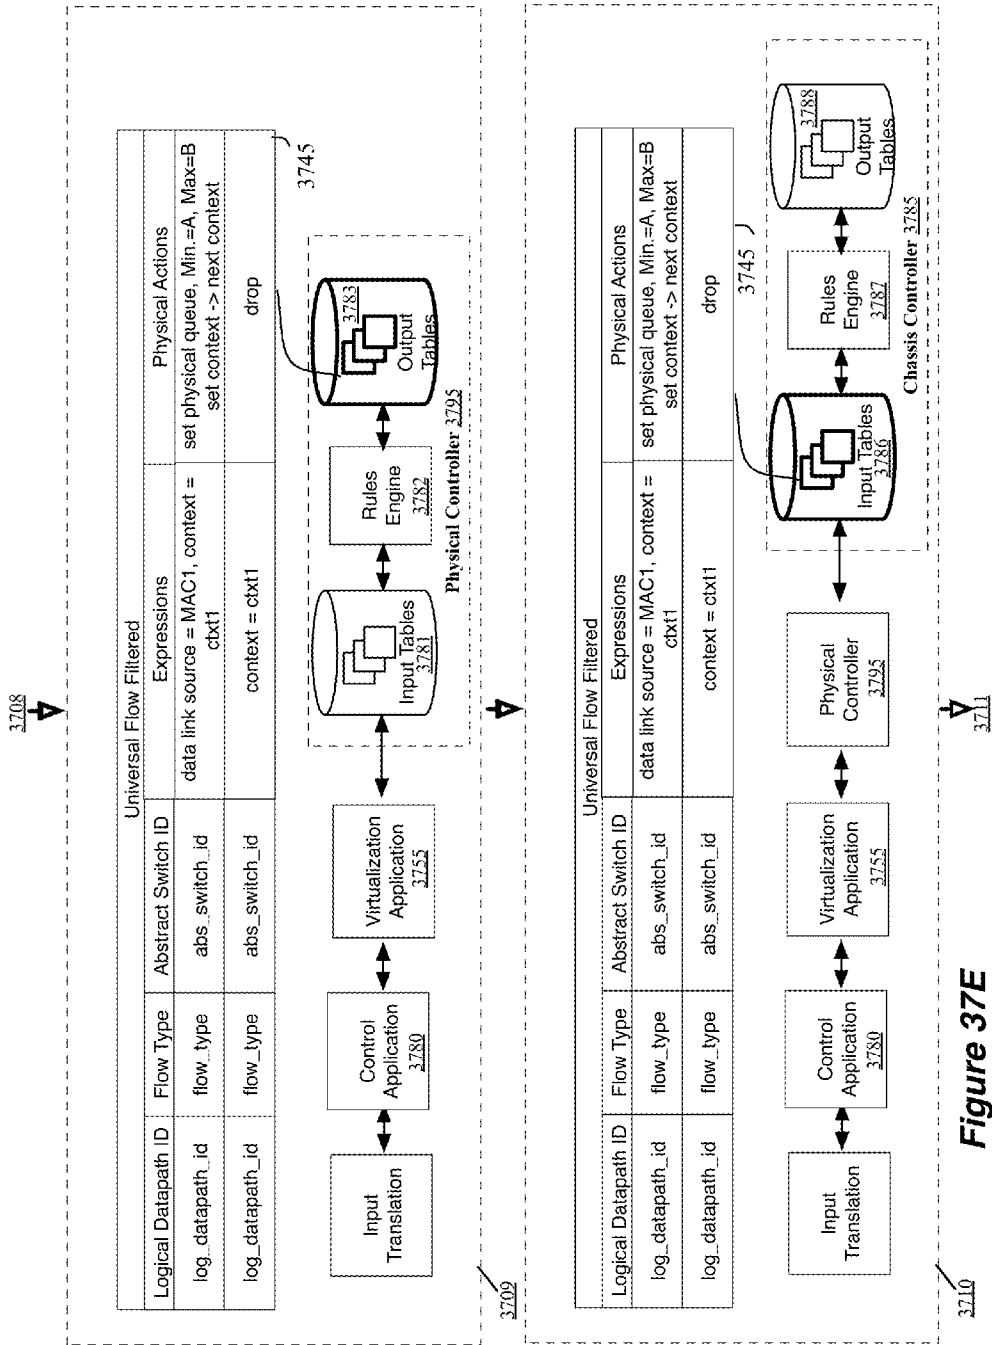 3708
Universal Flow Filtered
Logical Datapath ID Flow Type Abstract Switch ID Expressions Physical Actions
log_datapath_id flow_type abs_switch_id data link source = MAC1, context = set physical queue, Min.=A, Max=B
ctxt1 set context -> next context
log_datapath_id flow_type abs_switch_id context = ctxt1 drop
3745
Input
Translation
Control
Application
3780
Virtualization
Application
3755
Input Tables
3781
Rules
Engine
3782
3783
Output
Tables
Physical Controller 3795
3709
Universal Flow Filtered
Logical Datapath ID Flow Type Abstract Switch ID Expressions Physical Actions
log_datapath_id flow_type abs_switch_id data link source = MAC1, context = set physical queue, Min.=A, Max=B
ctxt1 set context -> next context
log_datapath_id flow_type abs_switch_id context = ctxt1 drop
3745
Input
Translation
Control
Application
3780
Virtualization
Application
3755
Physical
Controller
3795
Input Tables
3786
Rules
Engine
3787
3788
Output
Tables
Chassis Controller 3785
3710
3711
Figure 37E